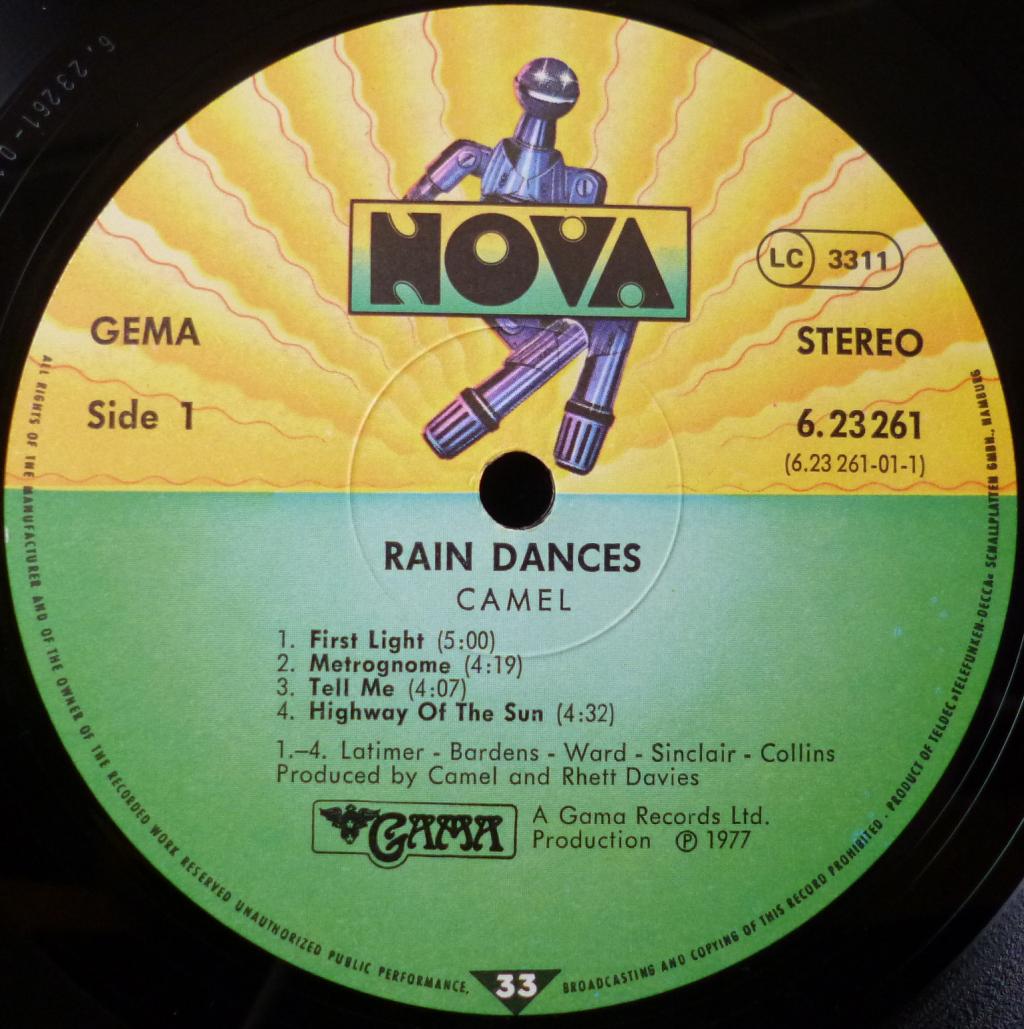 6.23261-01
NOVA
LC 3311
GEMA
STEREO
Side 1
6.23261
(6.23 261-01-1)
RAIN DANCES
CAMEL
1. First Light (5:00)
2. Metrognome (4:19)
3. Tell Me (4:07)
4. Highway Of The Sun (4:32)
1.–4. Latimer - Bardens - Ward - Sinclair - Collins
Produced by Camel and Rhett Davies
GAMA
A Gama Records Ltd.
Production ℗ 1977
ALL RIGHTS OF THE MANUFACTURER AND OF THE OWNER OF THE RECORDED WORK RESERVED UNAUTHORIZED PUBLIC PERFORMANCE,
33
BROADCASTING AND COPYING OF THIS RECORD PROHIBITED · PRODUCT OF TELDEC »TELEFUNKEN-DECCA« SCHALLPLATTEN GMBH., HAMBURG